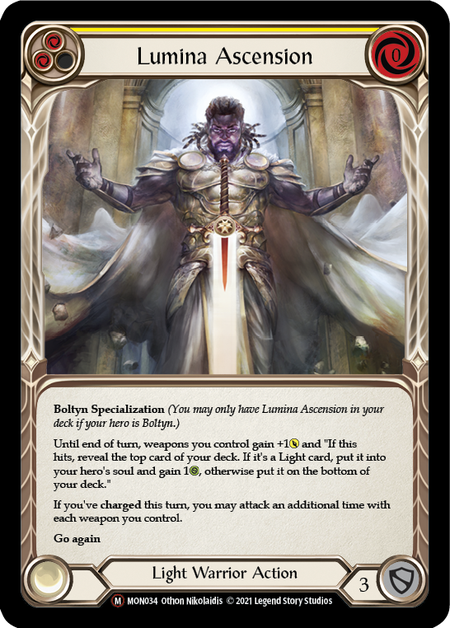 Lumina Ascension
0
Boltyn Specialization (You may only have Lumina Ascension in your
deck if your hero is Boltyn.)
Until end of turn, weapons you control gain +1 and "If this
hits, reveal the top card of your deck. If it's a Light card, put it into
your hero's soul and gain 1, otherwise put it on the bottom of
your deck."
If you've charged this turn, you may attack an additional time with
each weapon you control.
Go again
Light Warrior Action
3
M MON034 Othon Nikolaidis © 2021 Legend Story Studios